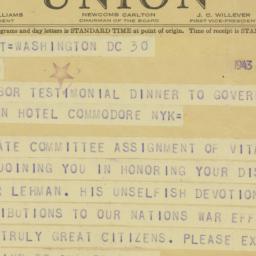 UNION
LLIAMS NEWCOMB CARLTON J. C. WILLEVER
DENT CHAIRMAN OF THE BOARD FIRST VICE-PRESIDENT
grams and day letters is STANDARD TIME at point of origin. Time of receipt is STAN
T=WASHINGTON DC 30
1943
BOR TESTIMONIAL DINNER TO GOVER
N HOTEL COMMODORE NYK=
ATE COMMITTEE ASSIGNMENT OF VITA
JOINING YOU IN HONORING YOUR DIS
R LEHMAN. HIS UNSELFISH DEVOTION
IBUTIONS TO OUR NATIONS WAR EFF
TRULY GREAT CITIZENS. PLEASE EX